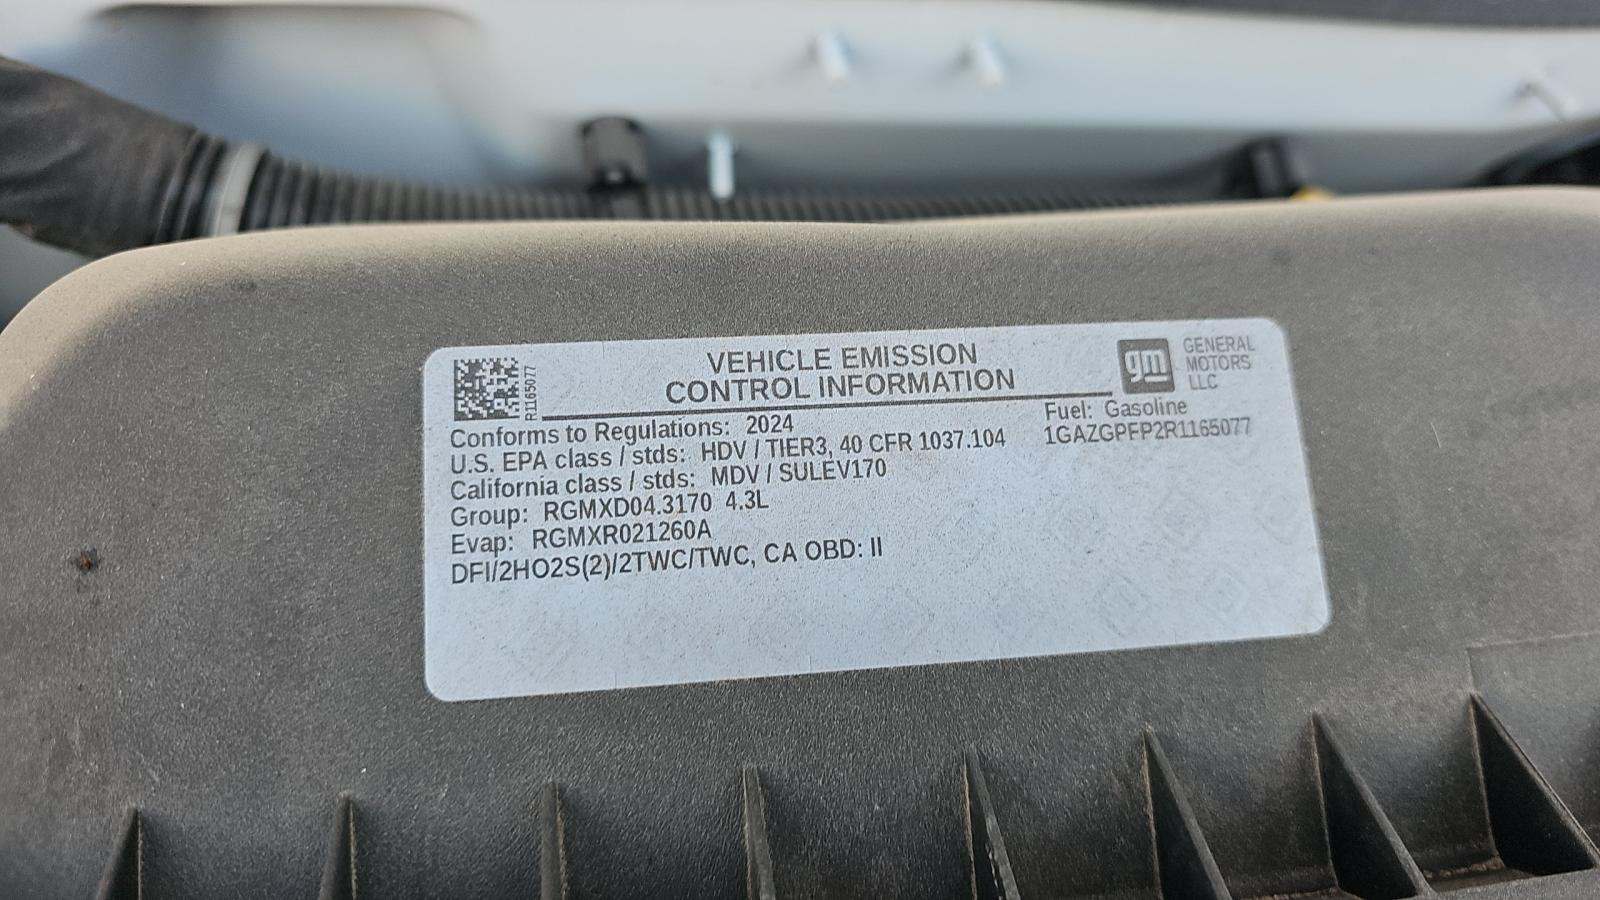 VEHICLE EMISSION
CONTROL INFORMATION
gm
GENERAL
MOTORS
LLC
R1165077
Conforms to Regulations: 2024
Fuel: Gasoline
U.S. EPA class / stds: HDV / TIER3, 40 CFR 1037.104
1GAZGPFP2R1165077
California class / stds: MDV / SULEV170
Group: RGMXD04.3170 4.3L
Evap: RGMXR021260A
DFI/2HO2S(2)/2TWC/TWC, CA OBD: II